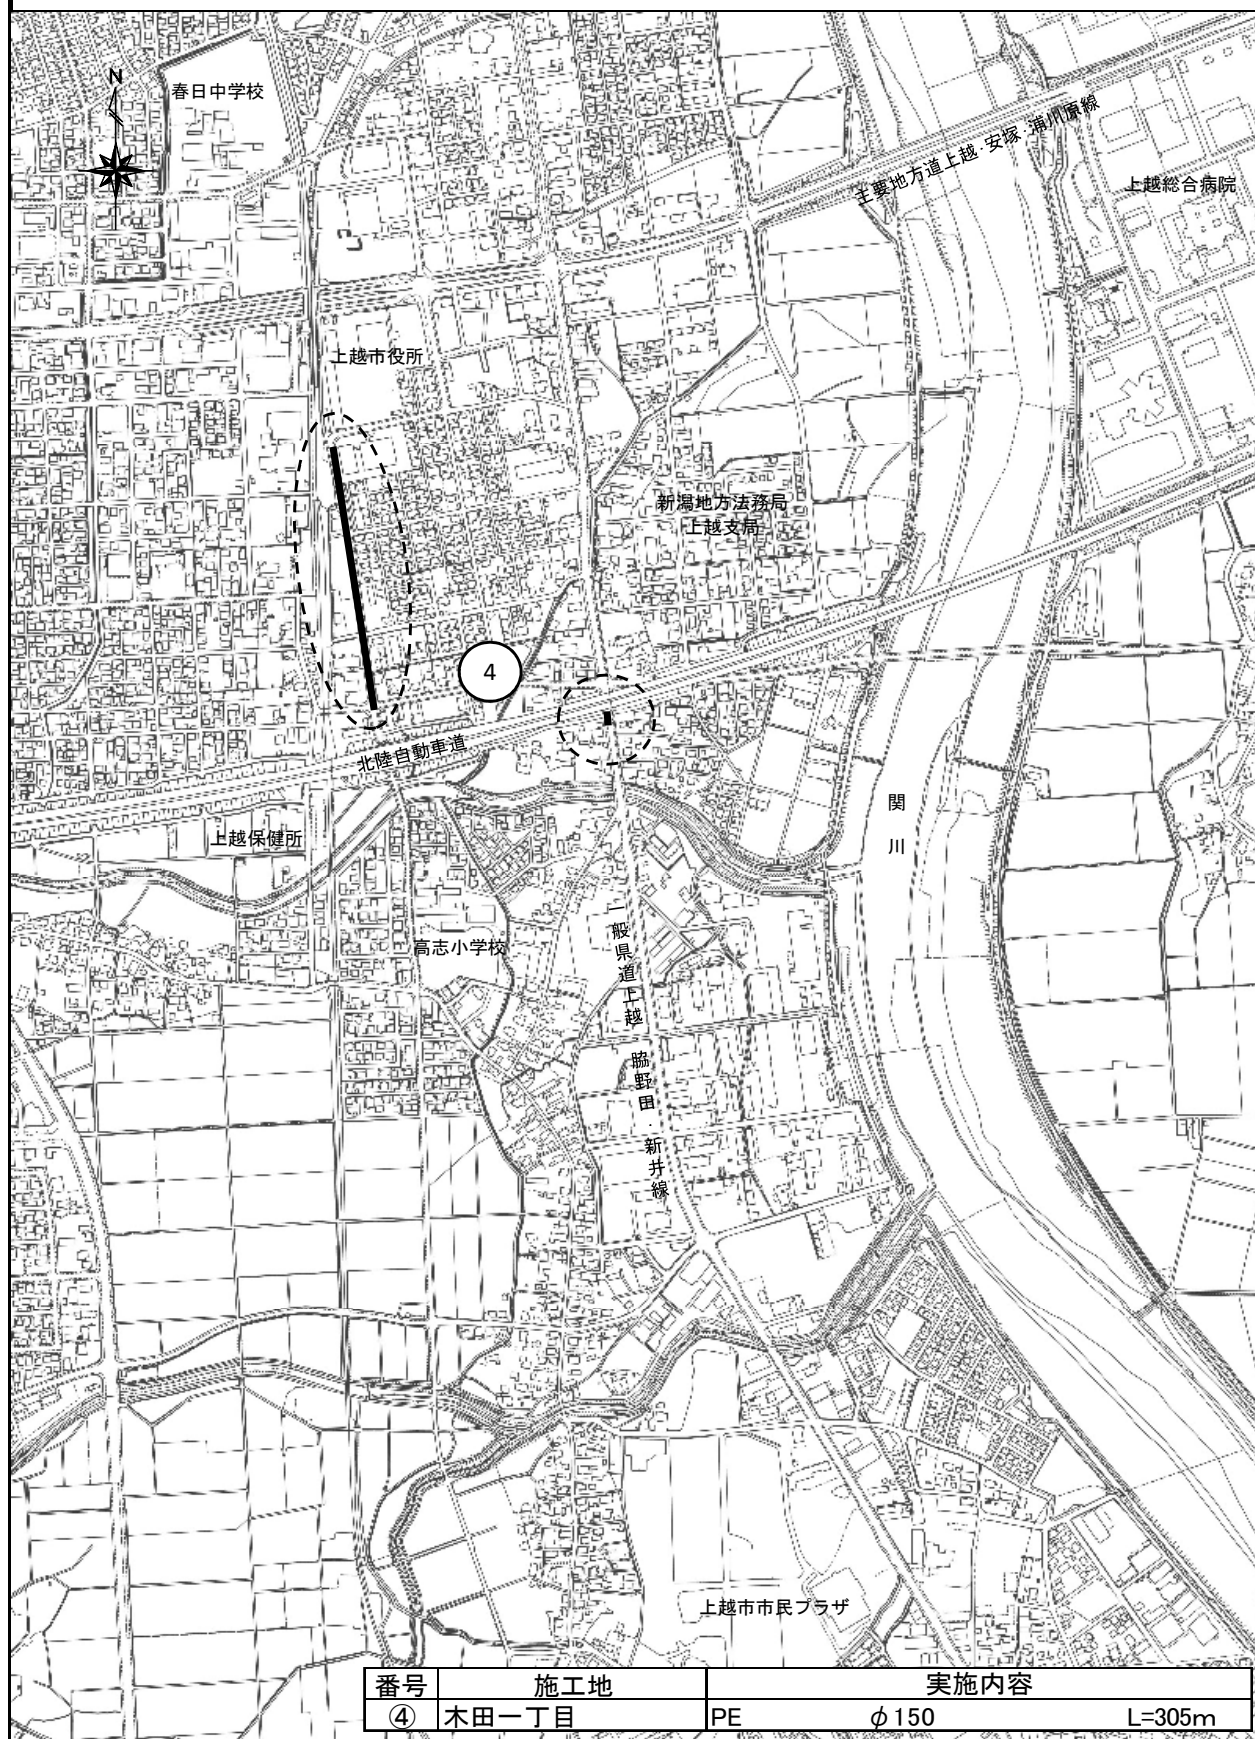 N
春日中学校
主要地方道上越・安塚・浦川原線
上越総合病院
上越市役所
新潟地方法務局
上越支局
4
北陸自動車道
関川
上越保健所
高志小学校
一般県道上越 脇野田・新井線
上越市市民プラザ
番号 施工地 実施内容
④ 木田一丁目 PE φ150 L=305m